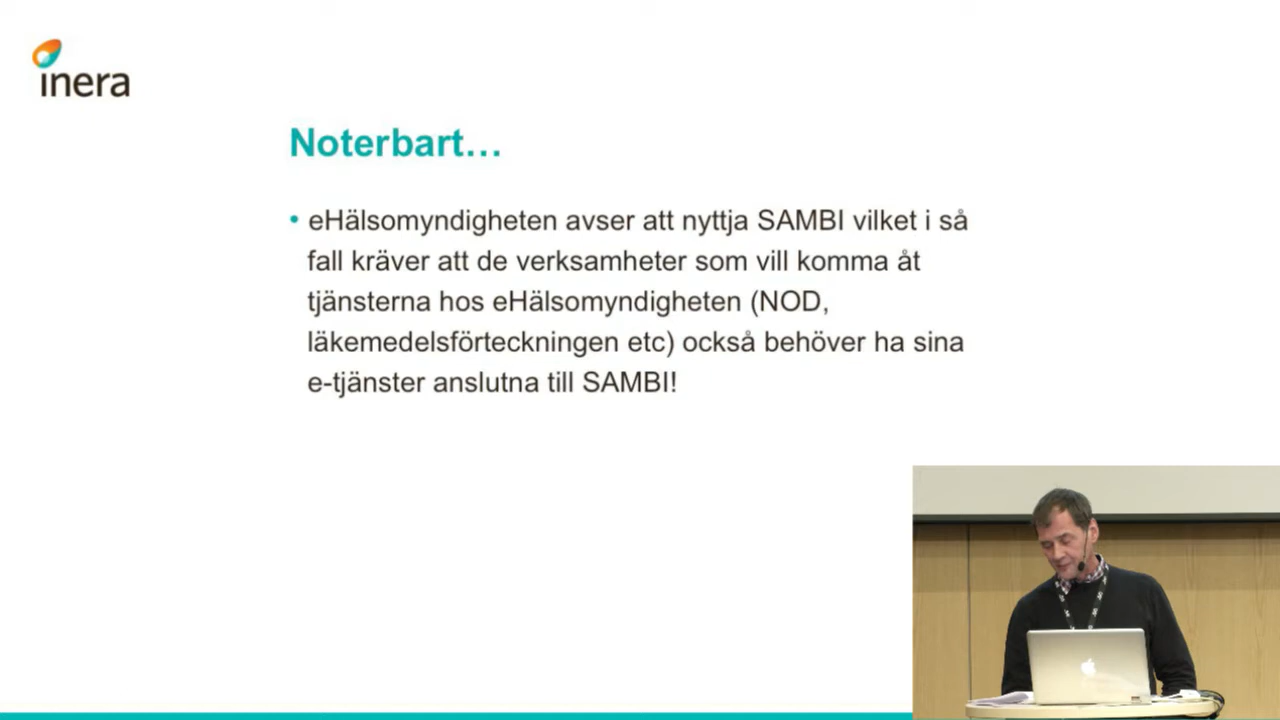 inera
Noterbart…
• eHälsomyndigheten avser att nyttja SAMBI vilket i så
fall kräver att de verksamheter som vill komma åt
tjänsterna hos eHälsomyndigheten (NOD,
läkemedelsförteckningen etc) också behöver ha sina
e-tjänster anslutna till SAMBI!